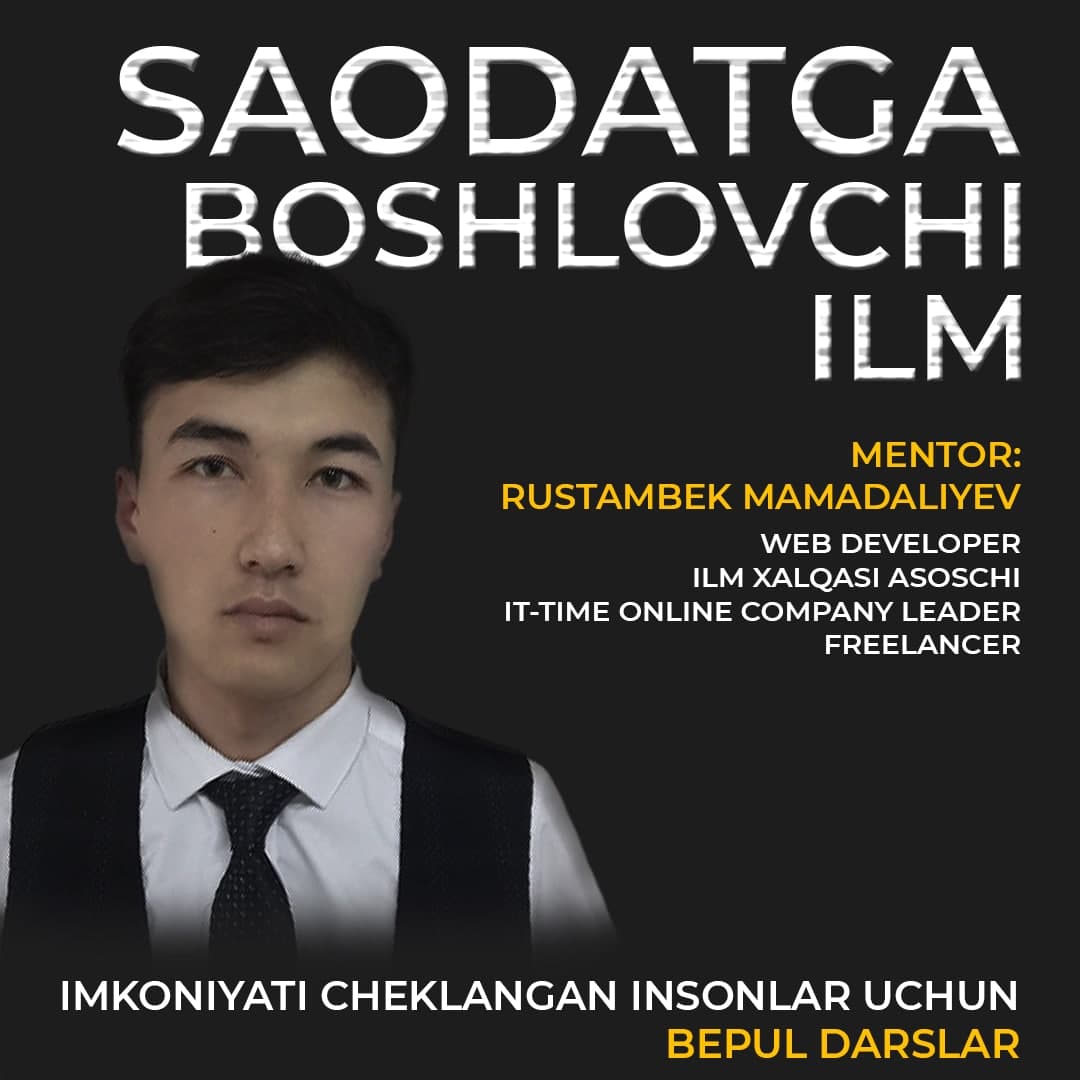 SAODATGA
BOSHLOVCHI
ILM
MENTOR:
RUSTAMBEK MAMADALIYEV
WEB DEVELOPER
ILM XALQASI ASOSCHI
IT-TIME ONLINE COMPANY LEADER
FREELANCER
IMKONIYATI CHEKLANGAN INSONLAR UCHUN
BEPUL DARSLAR